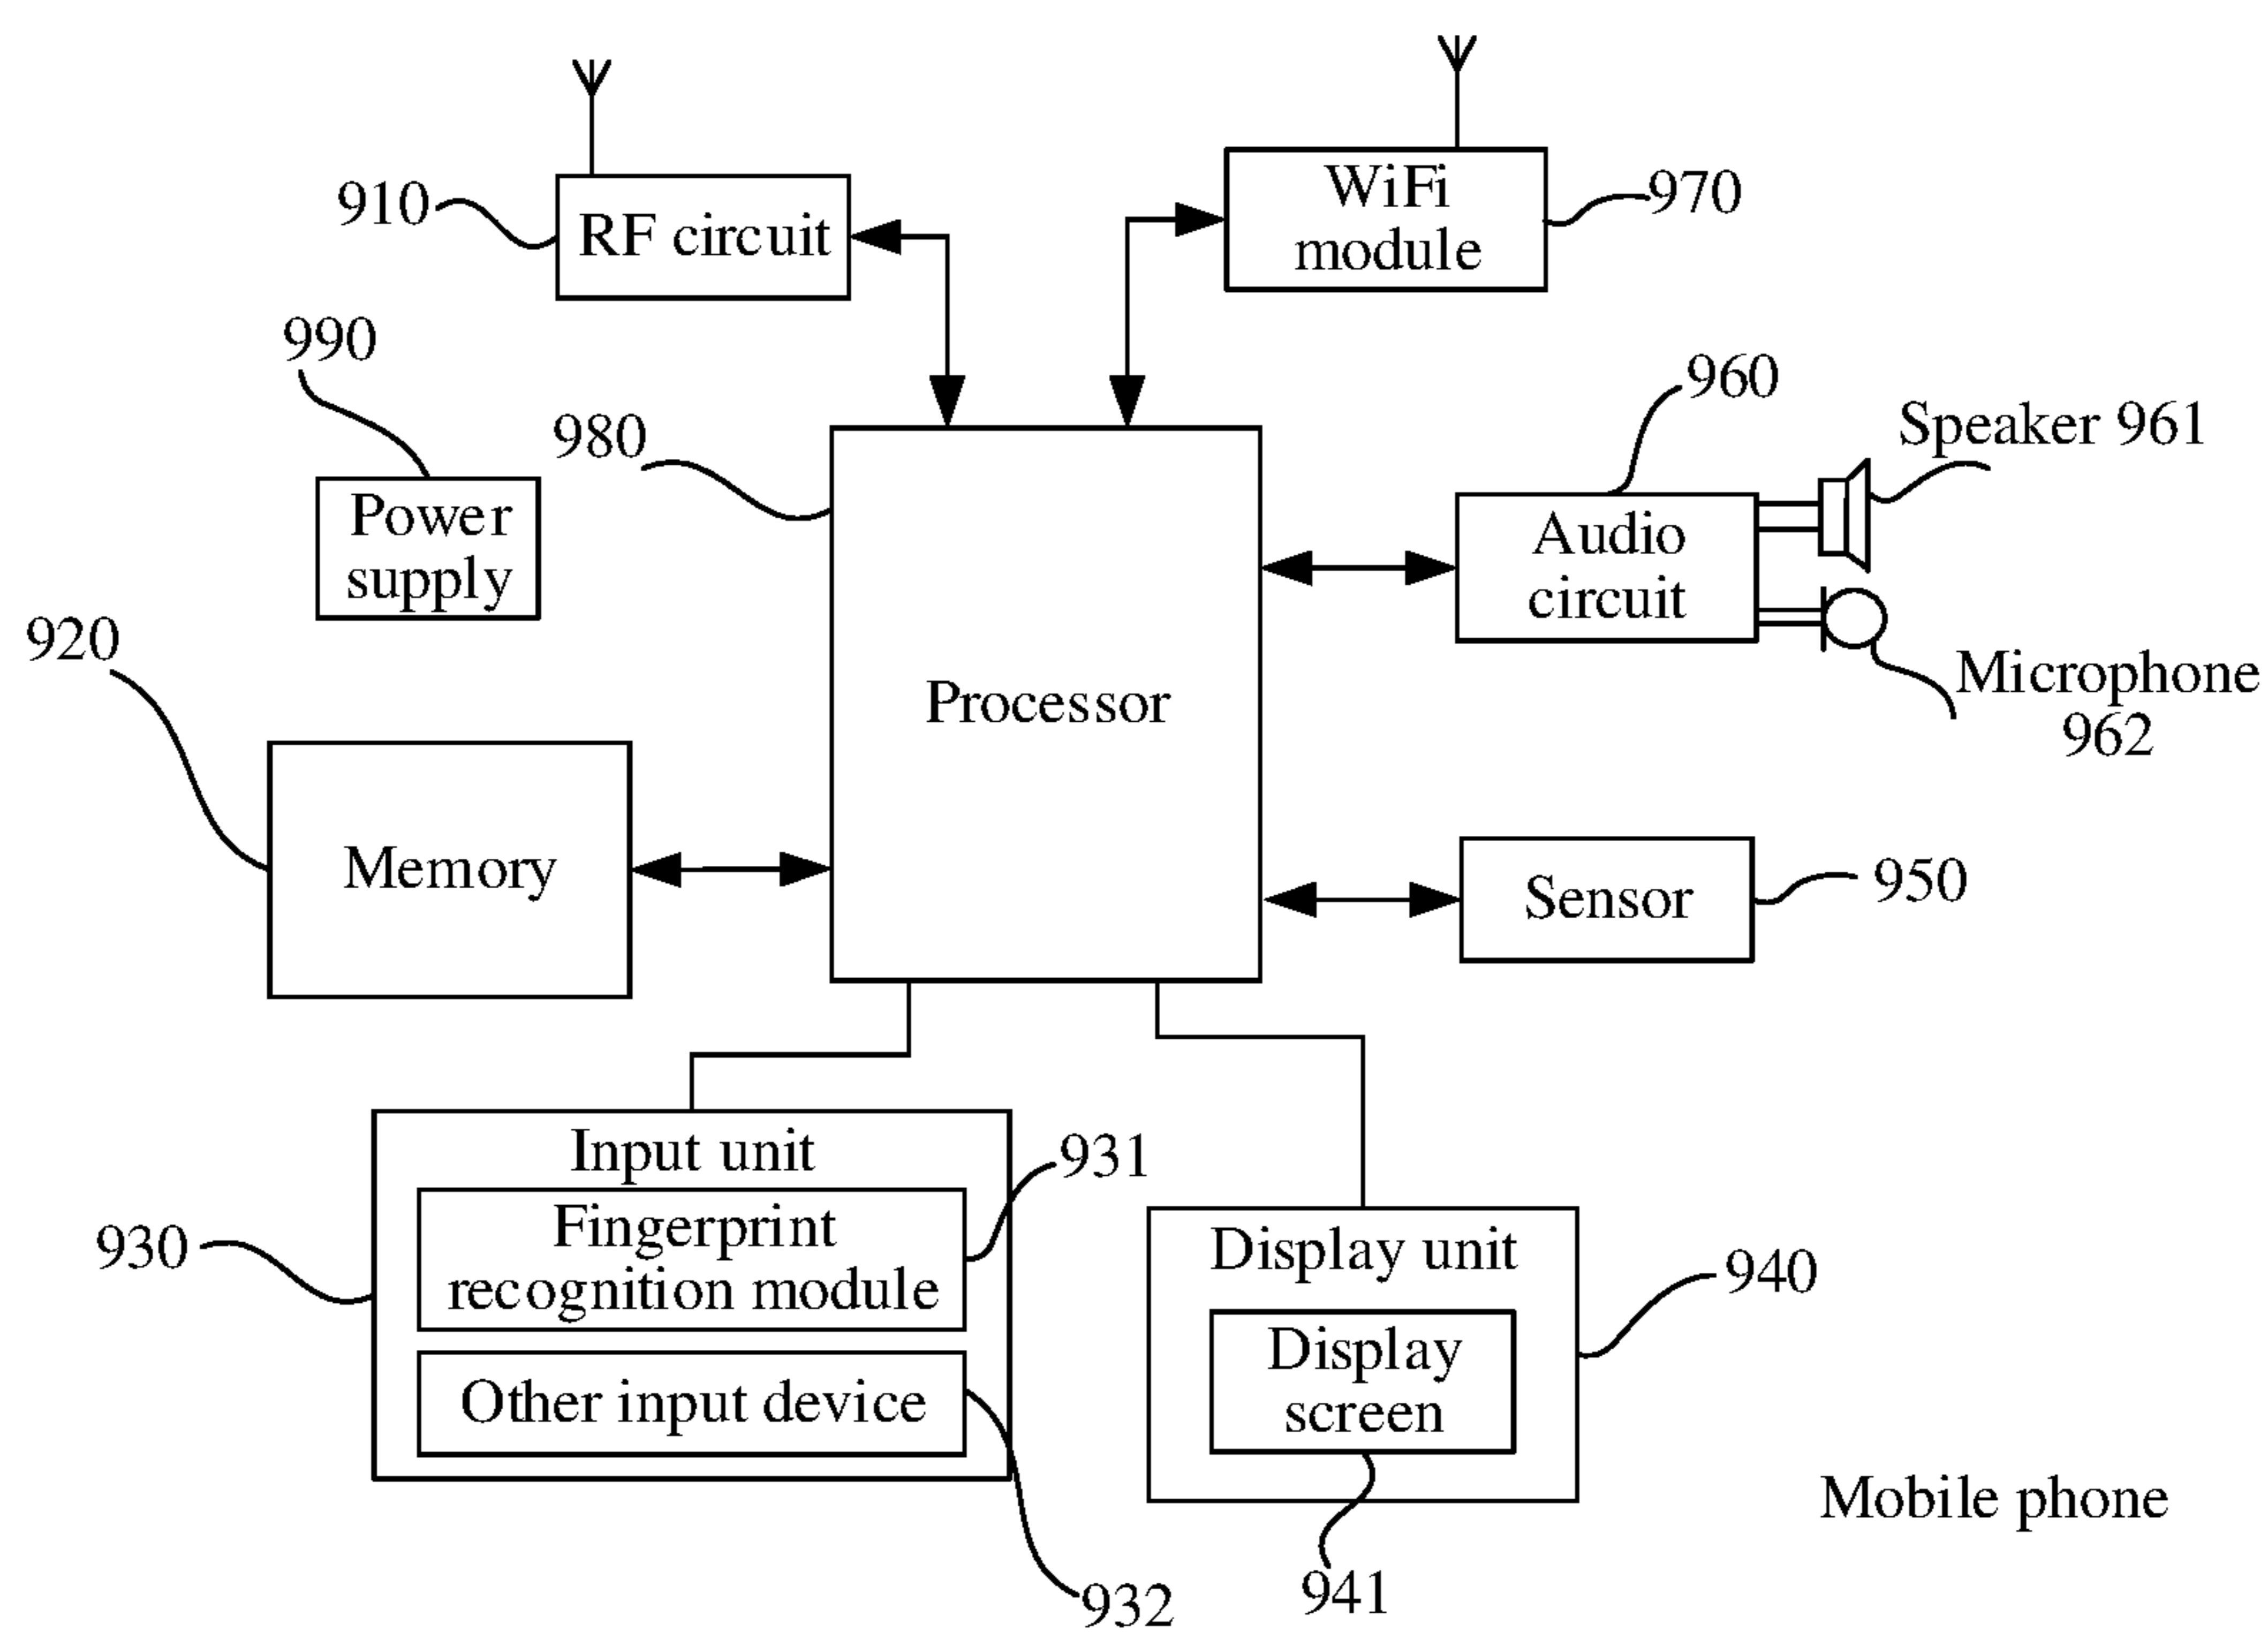 910
RF circuit
WiFi
module
970
990
Power
supply
980
Processor
960
Audio
circuit
Speaker 961
Microphone
962
920
Memory
Sensor
950
Input unit
931
Fingerprint
recognition module
930
Other input device
932
Display unit
940
Display
screen
941
Mobile phone